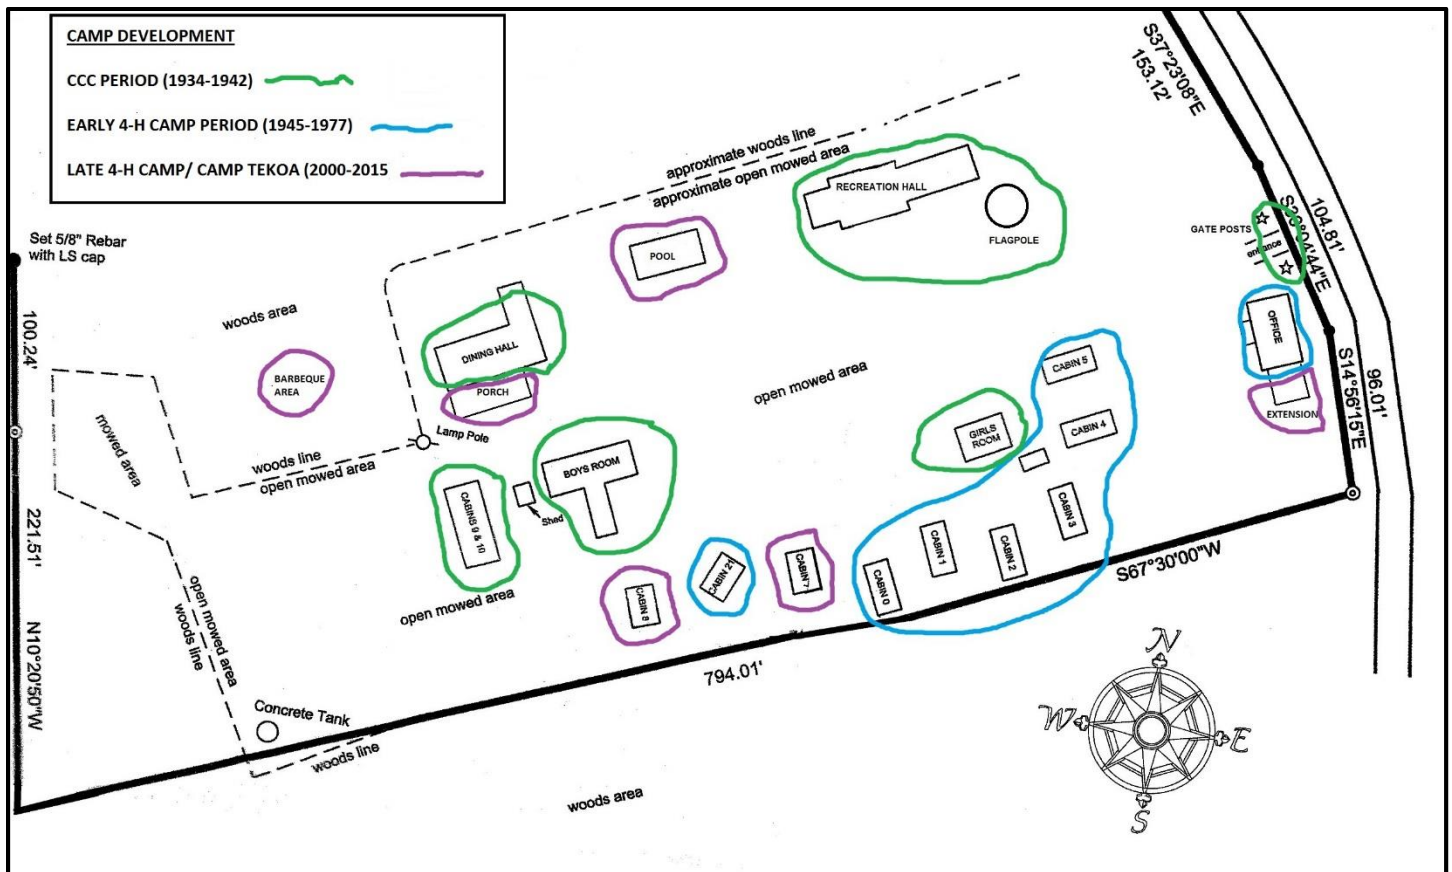 CAMP DEVELOPMENT
CCC PERIOD (1934-1942)
EARLY 4-H CAMP PERIOD (1945-1977)
LATE 4-H CAMP/ CAMP TEKOA (2000-2015
S37°23'08"E
153.12'
approximate woods line
approximate open mowed area
RECREATION HALL
FLAGPOLE
GATE POSTS
entrance
104.81'
Set 5/8" Rebar
with LS cap
POOL
woods area
100.24'
DINING HALL
OFFICE
BARBEQUE
AREA
PORCH
open mowed area
CABIN 5
S14°56'15"E
96.01'
EXTENSION
mowed area
Lamp Pole
GIRLS
ROOM
CABIN 4
woods line
open mowed area
BOYS ROOM
CABINS 9 & 10
Shed
CABIN 3
221.51'
CABIN 1
CABIN 2
CABIN 7
CABIN 21
CABIN 0
S67°30'00"W
open mowed area
woods line
open mowed area
CABIN 8
N10°20'50"W
794.01'
Concrete Tank
woods line
woods area
N
W
E
S